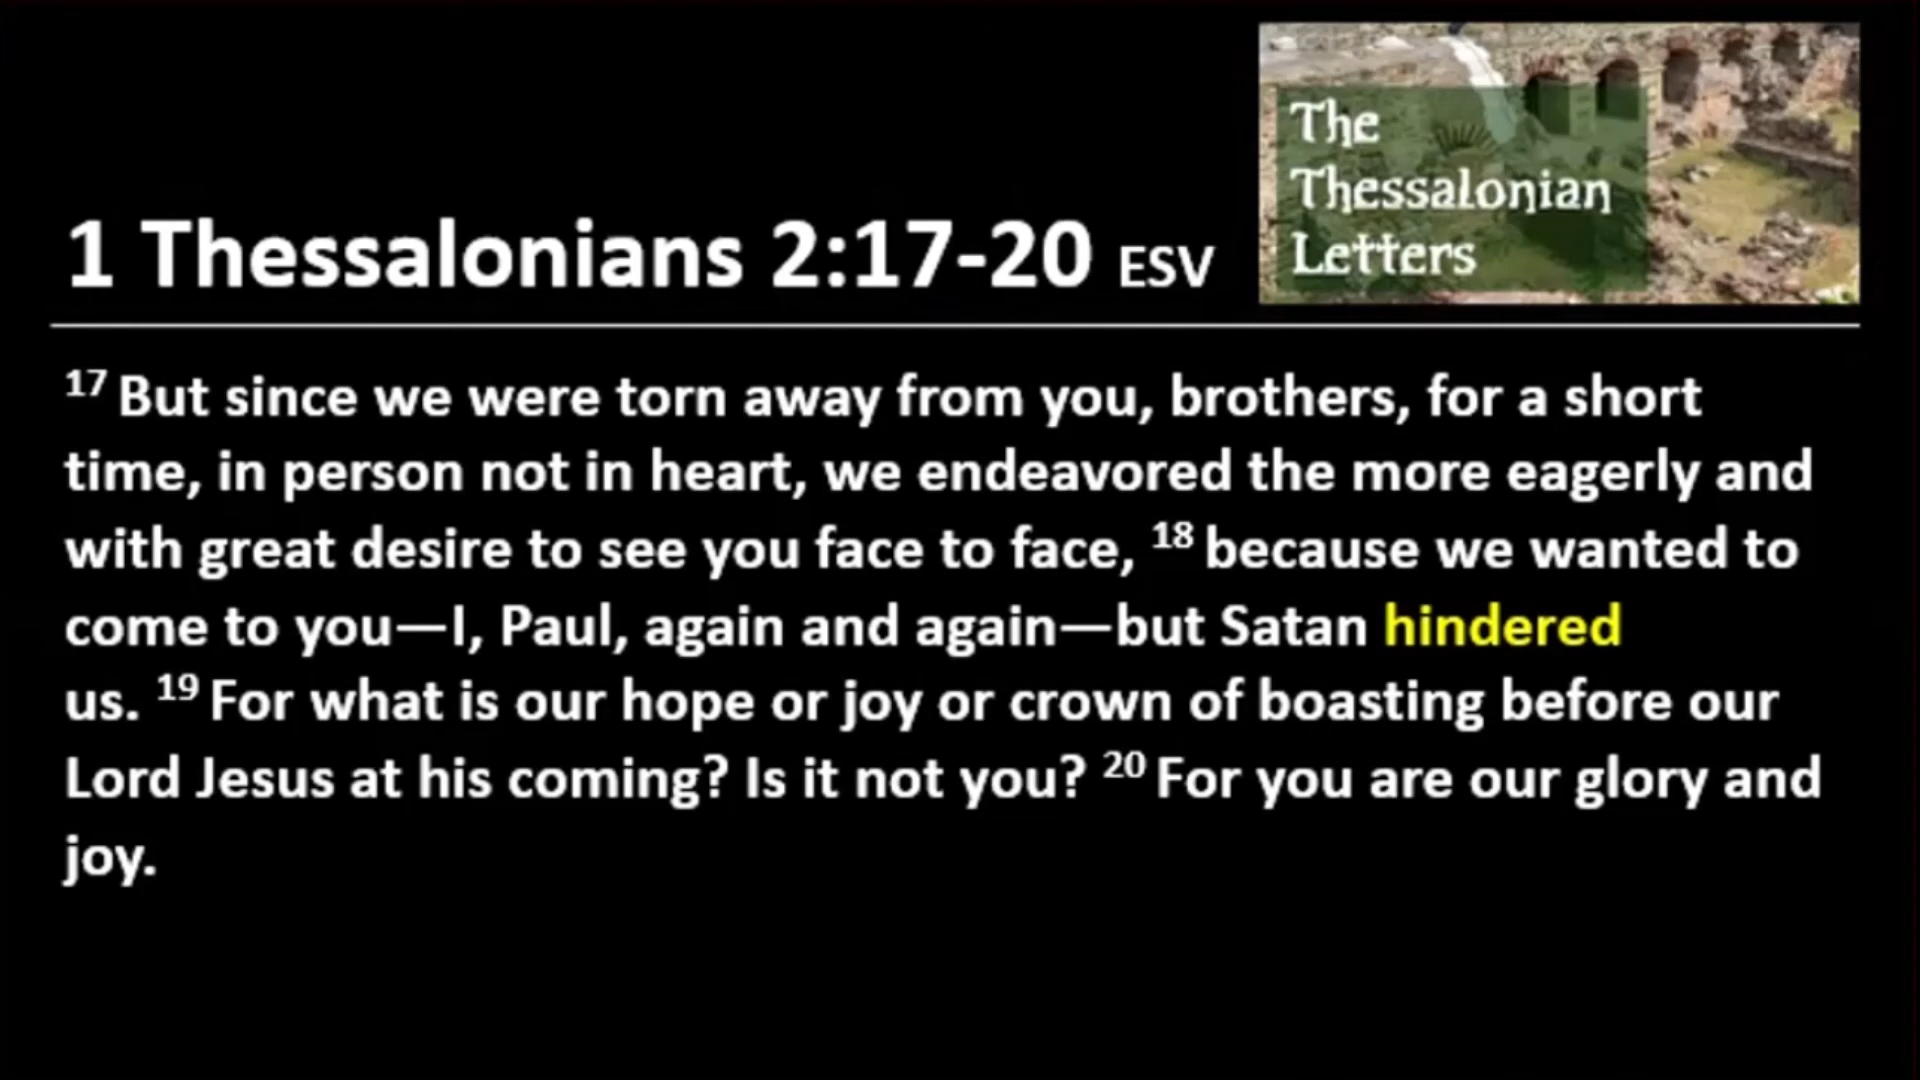 The
Thessalonian
Letters
1 Thessalonians 2:17-20 ESV
17 But since we were torn away from you, brothers, for a short
time, in person not in heart, we endeavored the more eagerly and
with great desire to see you face to face, 18 because we wanted to
come to you—I, Paul, again and again—but Satan hindered
us. 19 For what is our hope or joy or crown of boasting before our
Lord Jesus at his coming? Is it not you? 20 For you are our glory and
joy.